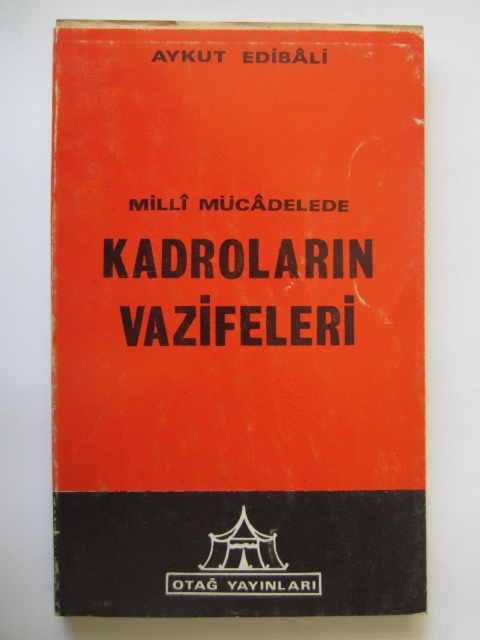 AYKUT EDİBÂLİ
MİLLÎ MÜCÂDELEDE
KADROLARIN
VAZİFELERİ
OTAĞ YAYINLARI